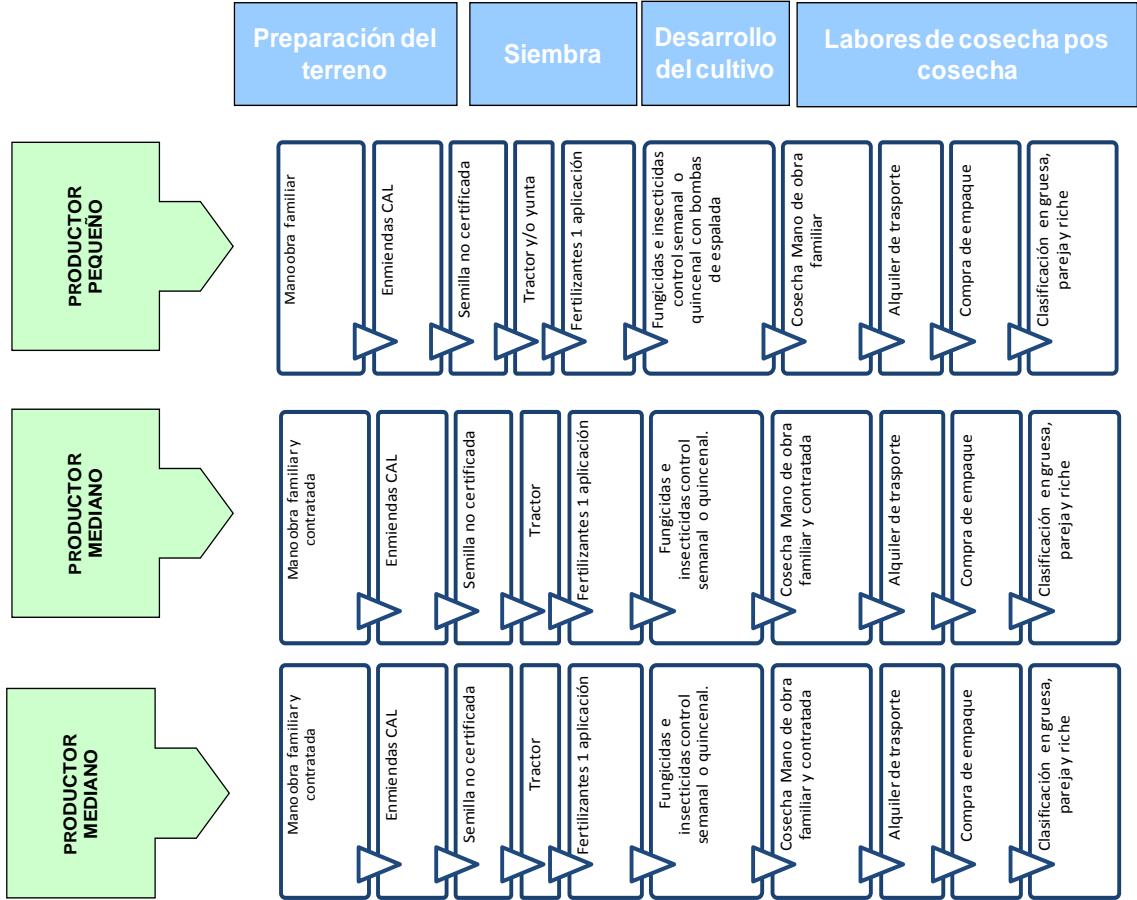 Preparación del
terreno
Siembra
Desarrollo
del cultivo
Labores de cosecha pos
cosecha
PRODUCTOR
PEQUEÑO
Mano obra familiar
Enmiendas CAL
Semilla no certificada
Tractor y/o yunta
Fertilizantes 1 aplicación
Fungicidas e insecticidas
control semanal o
quincenal con bombas
de espalada
Cosecha Mano de obra
familiar
Alquiler de trasporte
Compra de empaque
Clasificación en gruesa,
pareja y riche
PRODUCTOR
MEDIANO
Mano obra familiar y
contratada
Enmiendas CAL
Semilla no certificada
Tractor
Fertilizantes 1 aplicación
Fungicidas e
insecticidas control
semanal o quincenal.
Cosecha Mano de obra
familiar y contratada
Alquiler de trasporte
Compra de empaque
Clasificación en gruesa,
pareja y riche
PRODUCTOR
MEDIANO
Mano obra familiar y
contratada
Enmiendas CAL
Semilla no certificada
Tractor
Fertilizantes 1 aplicación
Fungicidas e
insecticidas control
semanal o quincenal.
Cosecha Mano de obra
familiar y contratada
Alquiler de trasporte
Compra de empaque
Clasificación en gruesa,
pareja y riche